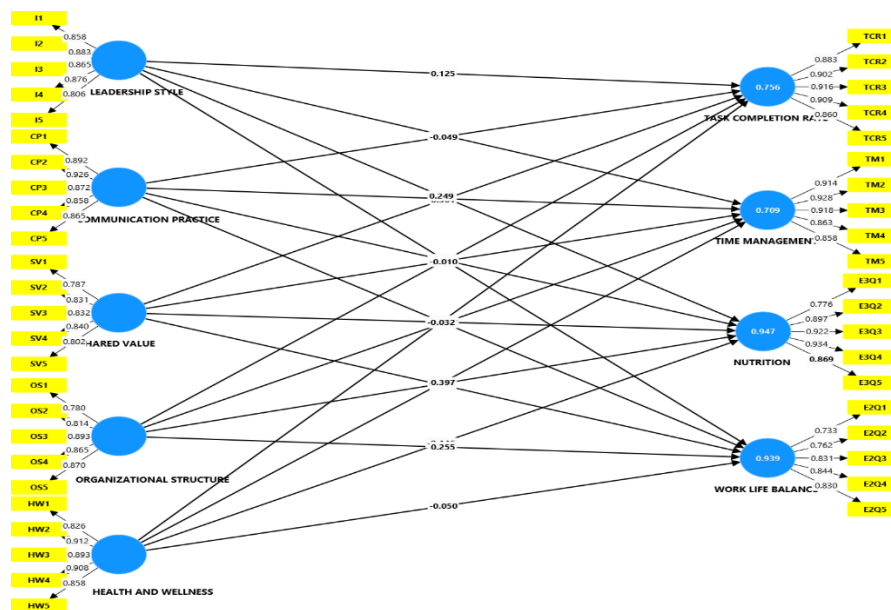 I1
0.858
I2
0.883
I3
0.865
I4
0.876
I5
0.806
LEADERSHIP STYLE
CP1
0.892
CP2
0.926
CP3
0.872
CP4
0.858
CP5
0.865
COMMUNICATION PRACTICE
SV1
0.787
SV2
0.831
SV3
0.832
SV4
0.840
SV5
0.802
HARED VALUE
OS1
0.780
OS2
0.814
OS3
0.893
OS4
0.865
OS5
0.870
ORGANIZATIONAL STRUCTURE
HW1
0.826
HW2
0.912
HW3
0.893
HW4
0.908
HW5
0.858
HEALTH AND WELLNESS
0.125
-0.049
0.249
-0.010
-0.032
0.397
0.255
-0.050
TCR1
0.883
TCR2
0.902
TCR3
0.916
TCR4
0.909
TCR5
0.860
0.756
TASK COMPLETION RATE
TM1
0.914
TM2
0.928
TM3
0.918
TM4
0.863
TM5
0.858
0.709
TIME MANAGEMENT
E3Q1
0.776
E3Q2
0.897
E3Q3
0.922
E3Q4
0.934
E3Q5
0.869
0.947
NUTRITION
E2Q1
0.733
E2Q2
0.762
E2Q3
0.831
E2Q4
0.844
E2Q5
0.830
0.939
WORK LIFE BALANCE